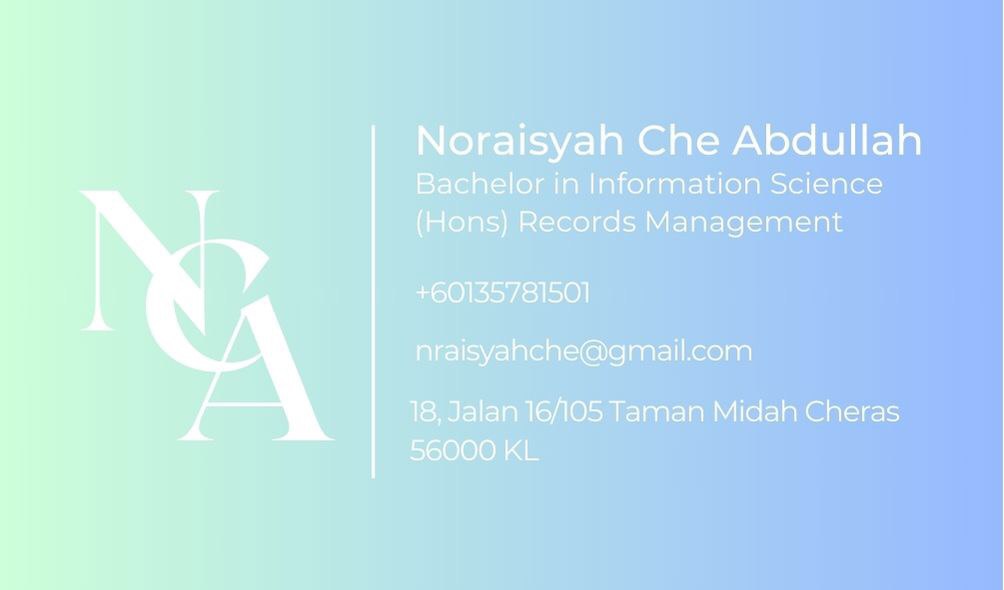 NCA
Noraisyah Che Abdullah
Bachelor in Information Science
(Hons) Records Management
+60135781501
nraisyahche@gmail.com
18, Jalan 16/105 Taman Midah Cheras
56000 KL